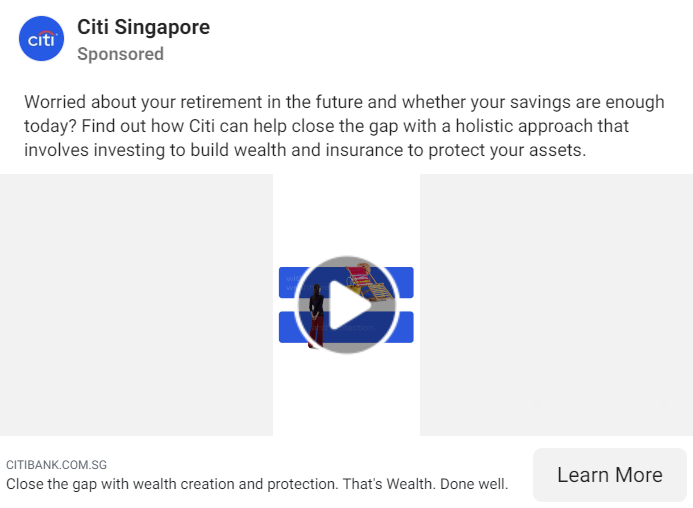 citi
Citi Singapore
Sponsored
Worried about your retirement in the future and whether your savings are enough
today? Find out how Citi can help close the gap with a holistic approach that
involves investing to build wealth and insurance to protect your assets.
CITIBANK.COM.SG
Close the gap with wealth creation and protection. That's Wealth. Done well.
Learn More